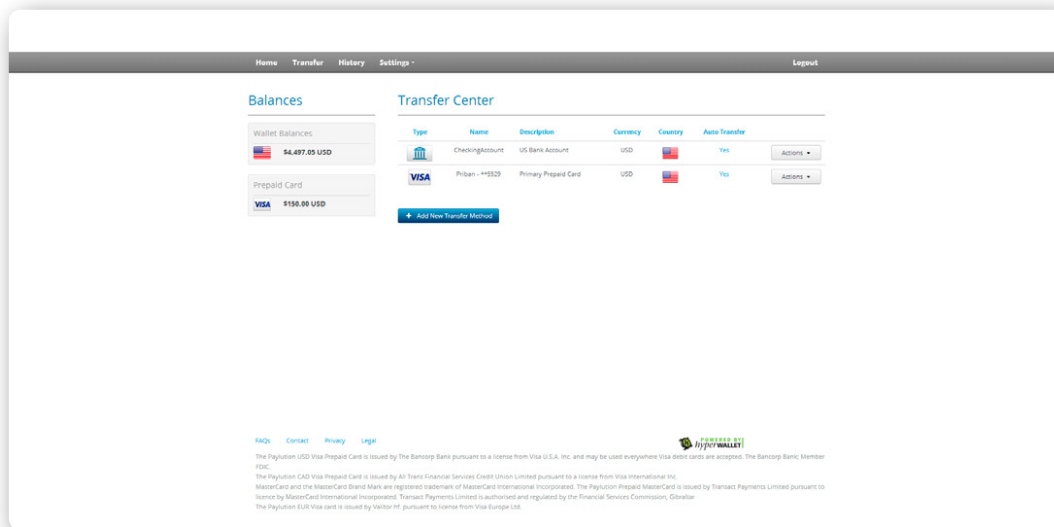 Home Transfer History Settings Logout
Balances
Wallet Balances
$4,497.05 USD
Prepaid Card
VISA $150.00 USD
Transfer Center
Type Name Description Currency Country Auto Transfer
CheckingAccount US Bank Account USD Yes Actions
VISA Priban - **5529 Primary Prepaid Card USD Yes Actions
+ Add New Transfer Method
FAQs Contact Privacy Legal
POWERED BY
hyperWALLET
The Paylution USD Visa Prepaid Card is issued by The Bancorp Bank pursuant to a license from Visa U.S.A. Inc. and may be used everywhere Visa debit cards are accepted. The Bancorp Bank; Member
FDIC.
The Paylution CAD Visa Prepaid Card is issued by All Trans Financial Services Credit Union Limited pursuant to a license from Visa International Inc.
MasterCard and the MasterCard Brand Mark are registered trademark of MasterCard International Incorporated. The Paylution Prepaid MasterCard is issued by Transact Payments Limited pursuant to
licence by MasterCard International Incorporated. Transact Payments Limited is authorised and regulated by the Financial Services Commission, Gibraltar.
The Paylution EUR Visa card is issued by Valitor hf. pursuant to license from Visa Europe Ltd.